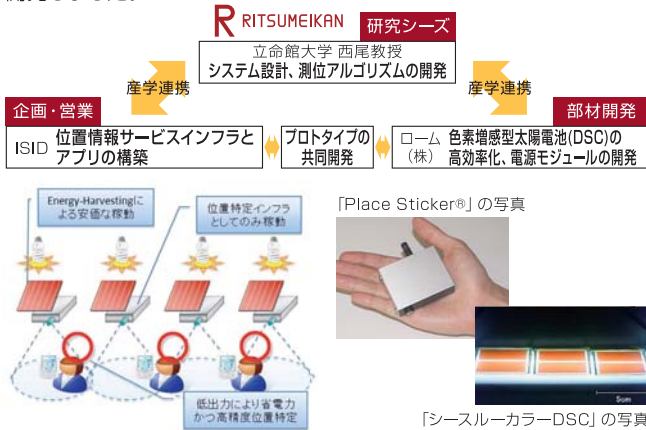 RITSUMEIKAN
研究シーズ
立命館大学 西尾教授
システム設計、測位アルゴリズムの開発
産学連携
産学連携
企画・営業
部材開発
ISID 位置情報サービスインフラと
アプリの構築
プロトタイプの
共同開発
ローム
(株)
色素増感型太陽電池(DSC)の
高効率化、電源モジュールの開発
Energy-Harvestingに
よる安価な稼動
位置特定インフラ
としてのみ稼動
低出力により省電力
かつ高精度位置特定
「Place Sticker®」の写真
5cm
「シースルーカラーDSC」の写真